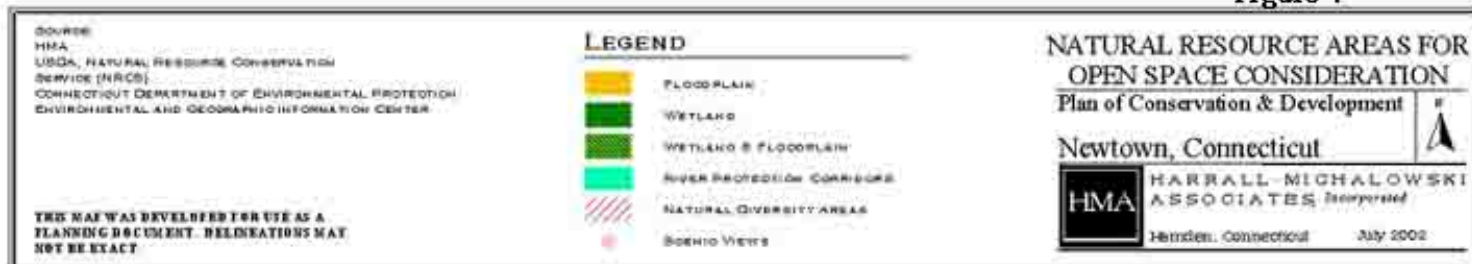 SOURCE:
HMA
USDA, NATURAL RESOURCE CONSERVATION
SERVICE (NRCS)
CONNECTICUT DEPARTMENT OF ENVIRONMENTAL PROTECTION
ENVIRONMENTAL AND GEOGRAPHIC INFORMATION CENTER
THIS MAP WAS DEVELOPED FOR USE AS A
PLANNING DOCUMENT. DELINEATIONS MAY
NOT BE EXACT
LEGEND
FLOODPLAIN
WETLAND
WETLAND & FLOODPLAIN
RIVER PROTECTION CORRIDORS
NATURAL DIVERSITY AREAS
SCENIC VIEWS
NATURAL RESOURCE AREAS FOR
OPEN SPACE CONSIDERATION
Plan of Conservation & Development
N
Newtown, Connecticut
HMA
HARRALL-MICHALOWSKI
ASSOCIATES Incorporated
Hamden, Connecticut July 2002